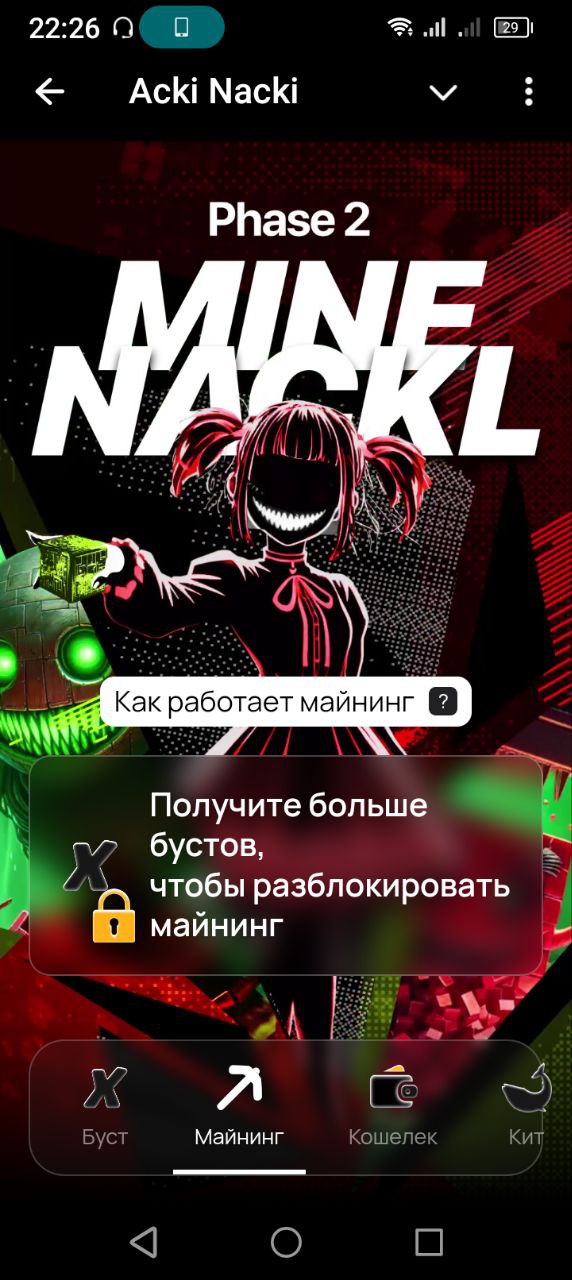 22:26
29
Acki Nacki
Phase 2
MINE
NACKL
Как работает майнинг ?
Получите больше
бустов,
чтобы разблокировать
майнинг
Буст
Майнинг
Кошелек
Кит